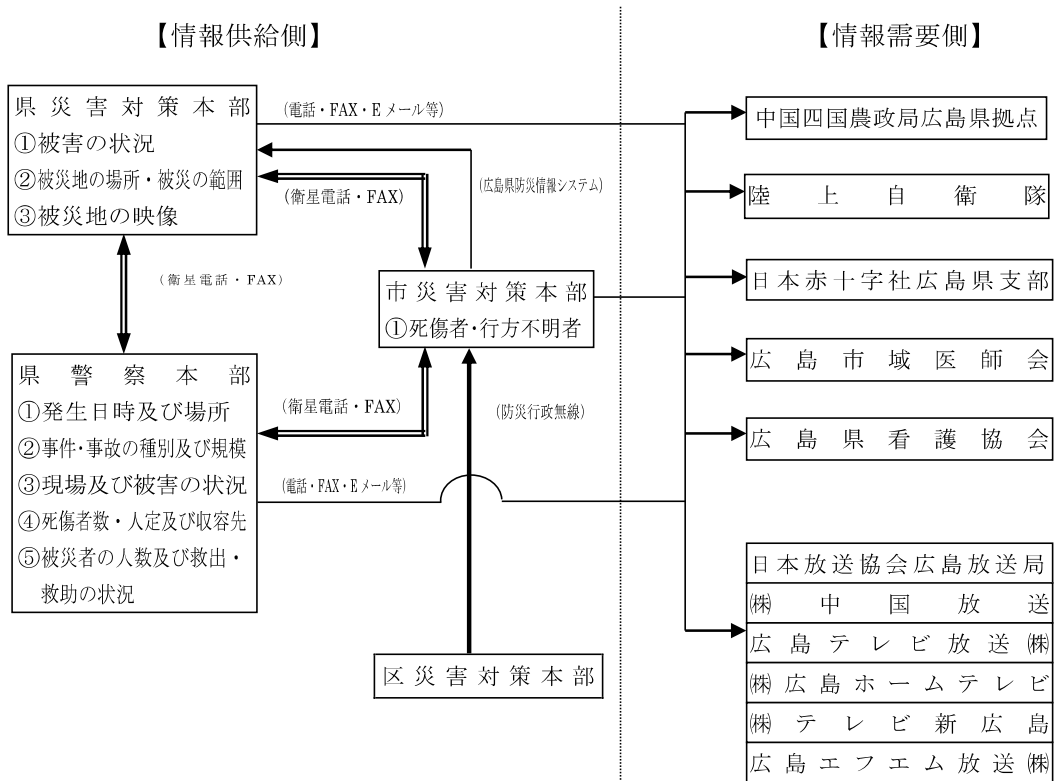 【情報供給側】
【情報需要側】
県災害対策本部
①被害の状況
②被災地の場所・被災の範囲
③被災地の映像
(電話・FAX・Eメール等)
(衛星電話・FAX)
(広島県防災情報システム)
(衛星電話・FAX)
市災害対策本部
①死傷者・行方不明者
県警察本部
①発生日時及び場所
②事件・事故の種別及び規模
③現場及び被害の状況
④死傷者数・人定及び収容先
⑤被災者の人数及び救出・
救助の状況
(衛星電話・FAX)
(防災行政無線)
(電話・FAX・Eメール等)
区災害対策本部
中国四国農政局広島県拠点
陸上自衛隊
日本赤十字社広島県支部
広島市域医師会
広島県看護協会
日本放送協会広島放送局
㈱中国放送
広島テレビ放送㈱
㈱広島ホームテレビ
㈱テレビ新広島
広島エフエム放送㈱